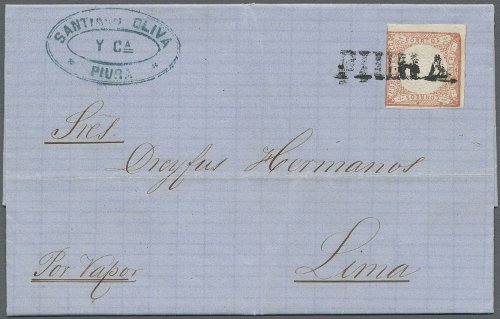 SANTIAGO OLIVA
Y CA
* PIURA *
PIURA
Sres.
Dreyfus Hermanos
Por Vapor
Lima